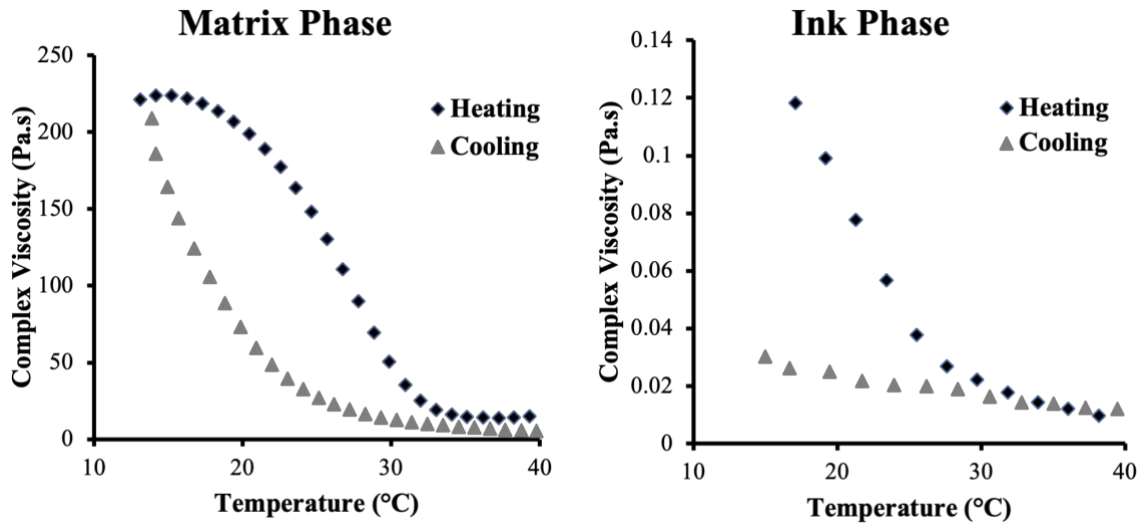 Matrix Phase
250
200
150
100
50
0
10
20
30
40
Complex Viscosity (Pa.s)
Temperature (°C)
Heating
Cooling
Ink Phase
0.14
0.12
0.1
0.08
0.06
0.04
0.02
0
10
20
30
40
Complex Viscosity (Pa.s)
Temperature (°C)
Heating
Cooling